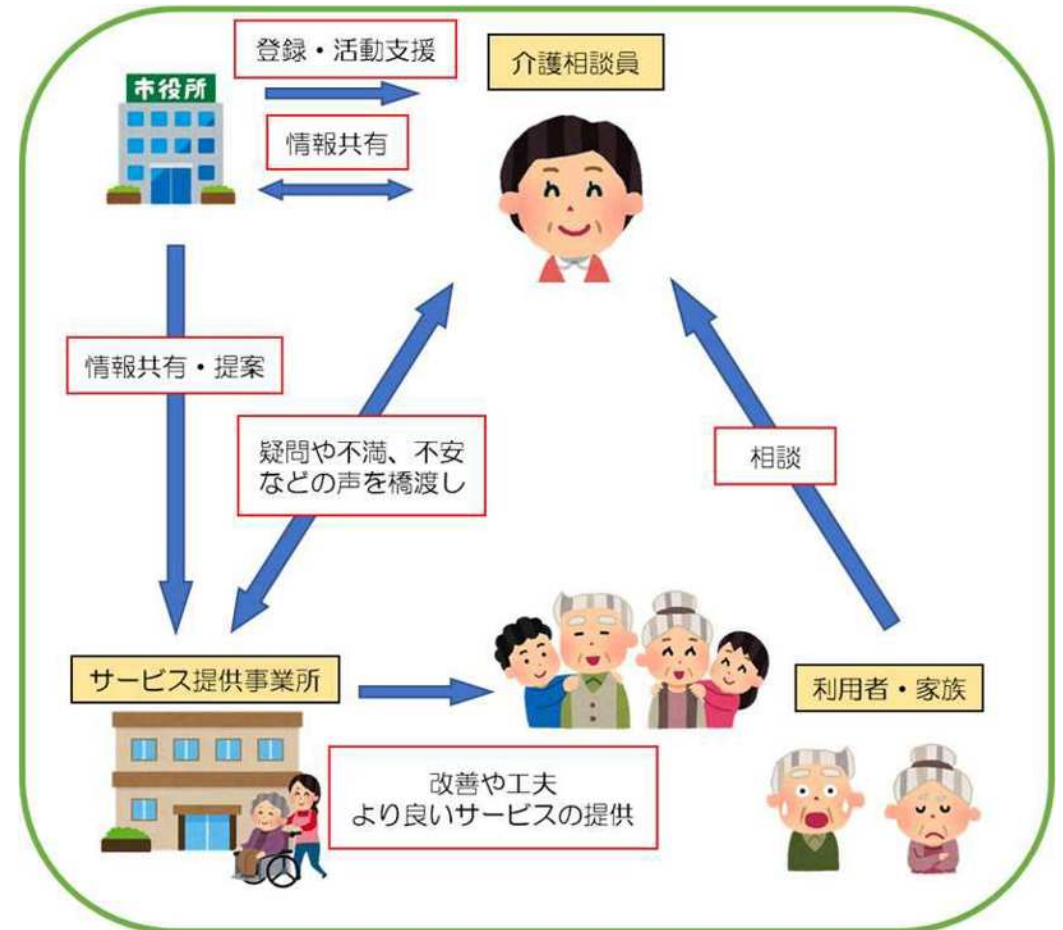 登録・活動支援
介護相談員
市役所
情報共有
情報共有・提案
疑問や不満、不安
などの声を橋渡し
相談
サービス提供事業所
利用者・家族
改善や工夫
より良いサービスの提供